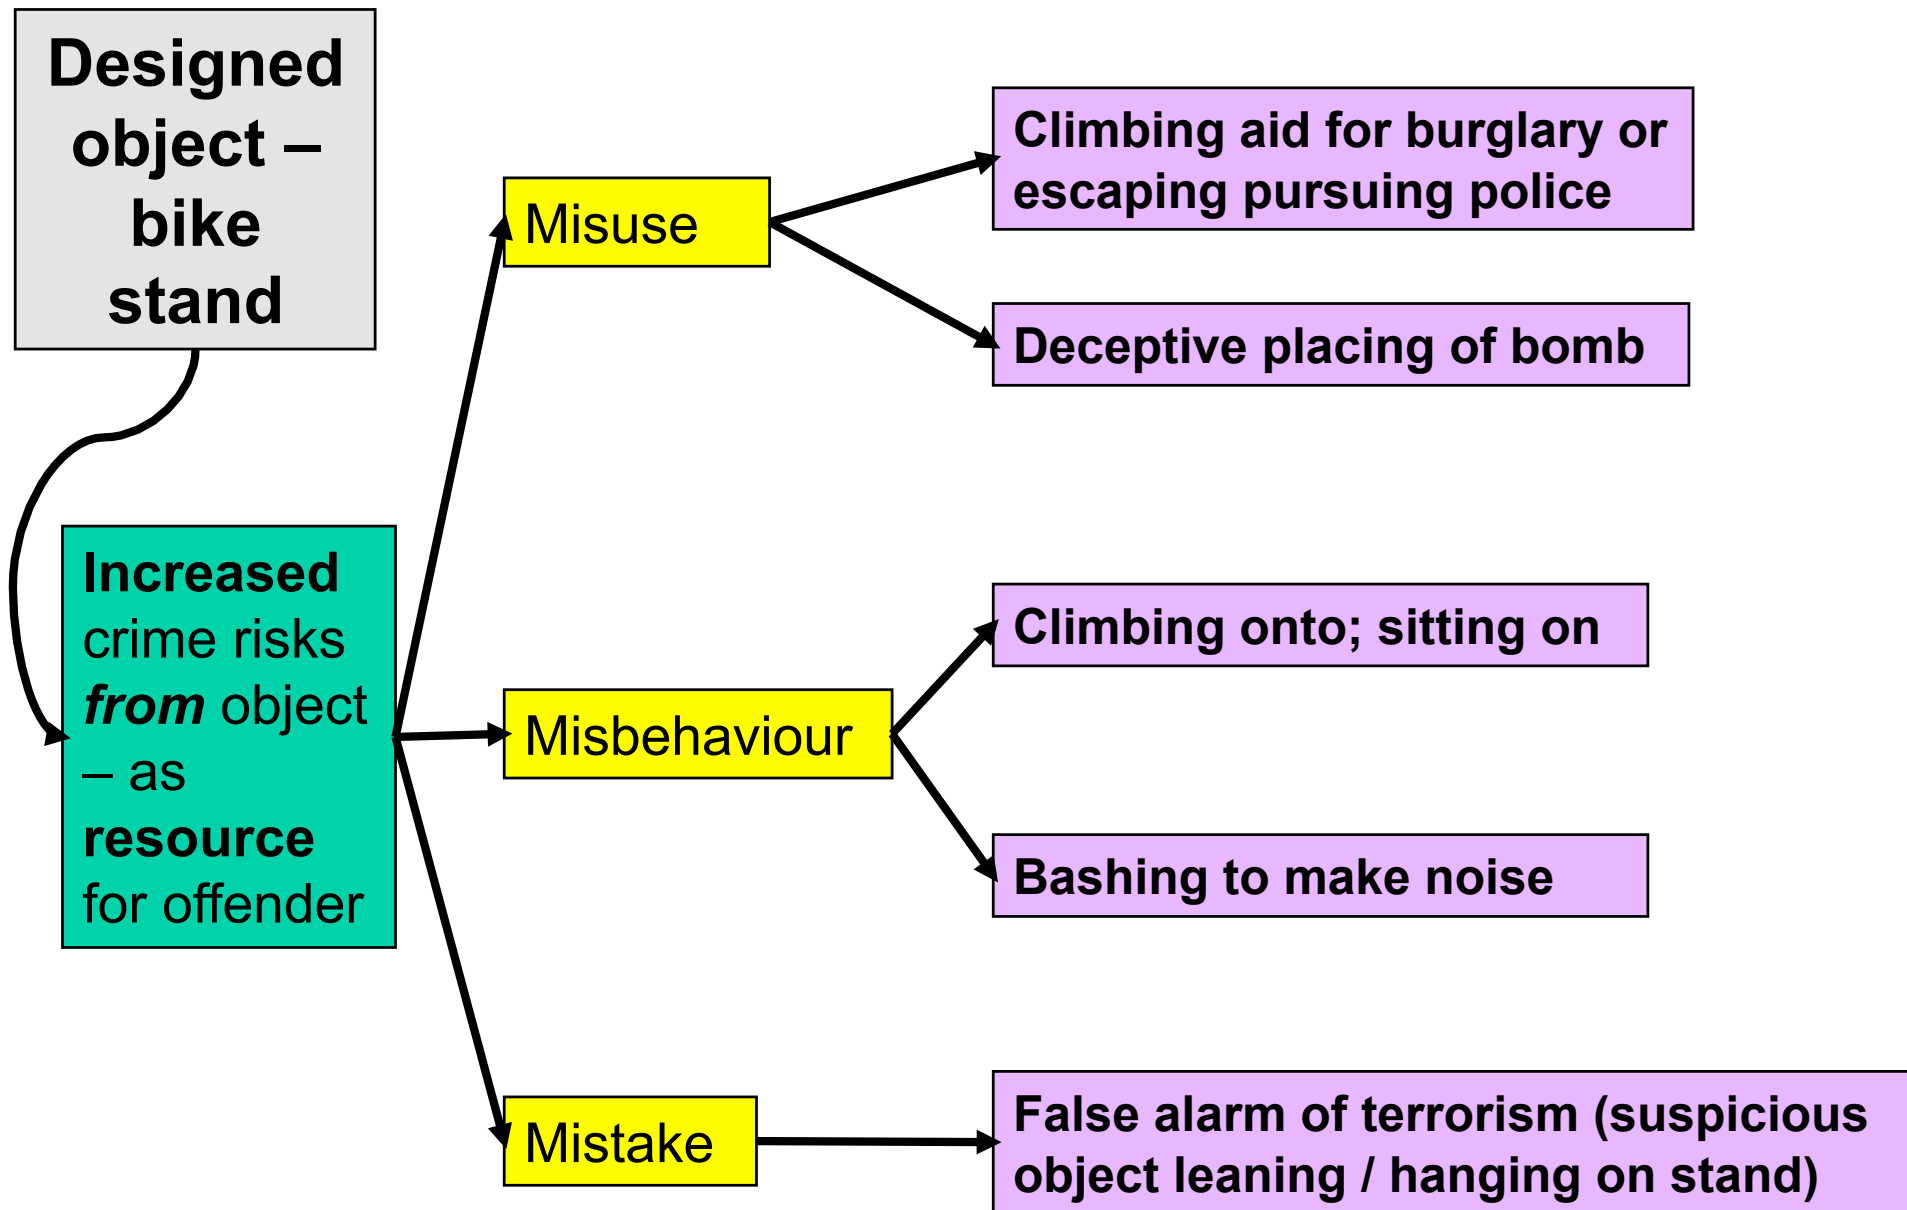 Designed
object –
bike
stand
Increased
crime risks
from object
– as
resource
for offender
Misuse
Climbing aid for burglary or
escaping pursuing police
Deceptive placing of bomb
Misbehaviour
Climbing onto; sitting on
Bashing to make noise
Mistake
False alarm of terrorism (suspicious
object leaning / hanging on stand)